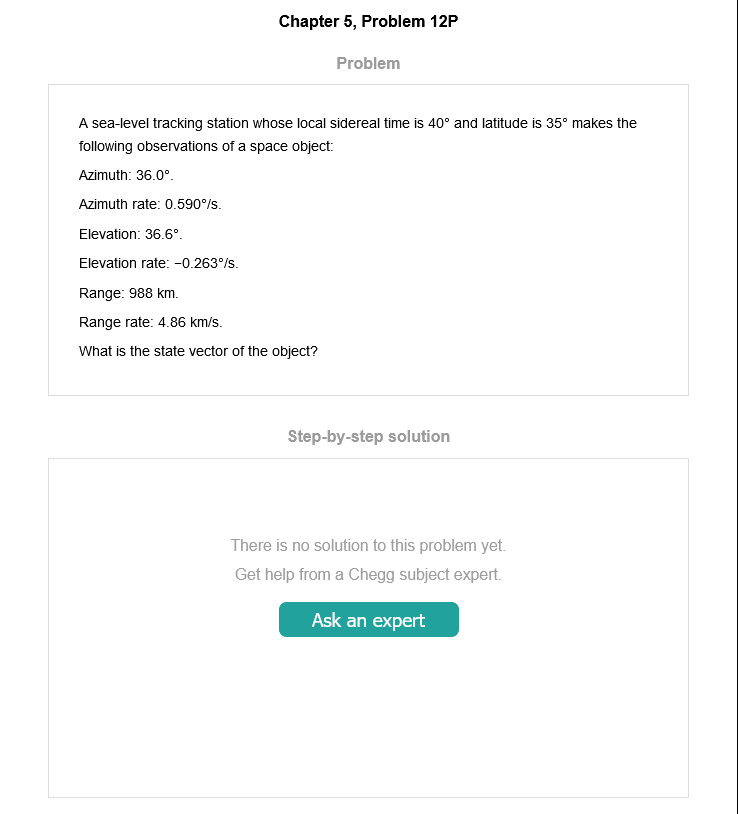 Chapter 5, Problem 12P
Problem
A sea-level tracking station whose local sidereal time is 40° and latitude is 35° makes the
following observations of a space object:
Azimuth: 36.0°.
Azimuth rate: 0.590°/s.
Elevation: 36.6°.
Elevation rate: −0.263°/s.
Range: 988 km.
Range rate: 4.86 km/s.
What is the state vector of the object?
Step-by-step solution
There is no solution to this problem yet.
Get help from a Chegg subject expert.
Ask an expert